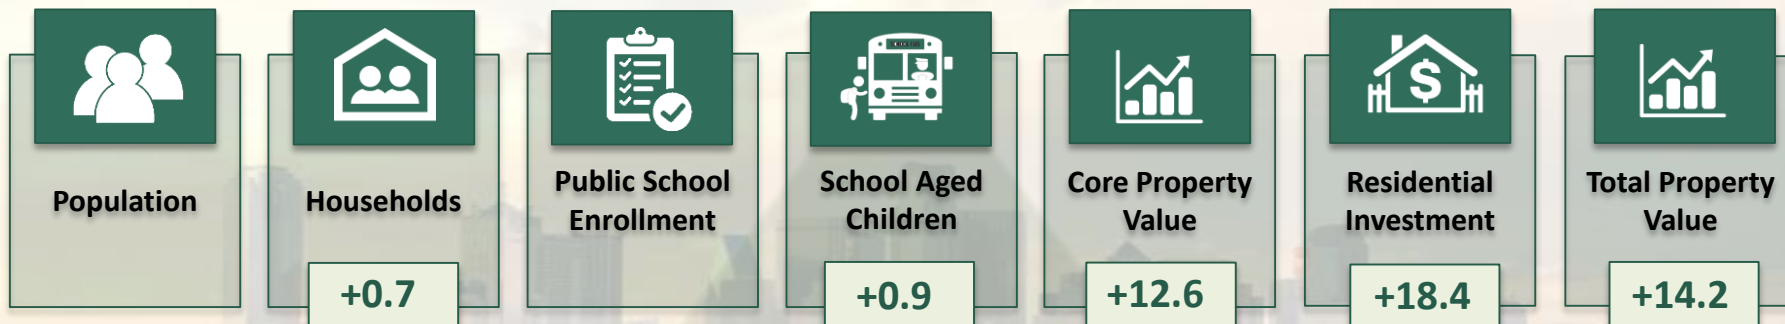 Population
Households
+0.7
Public School
Enrollment
School Aged
Children
+0.9
Core Property
Value
+12.6
Residential
Investment
+18.4
Total Property
Value
+14.2